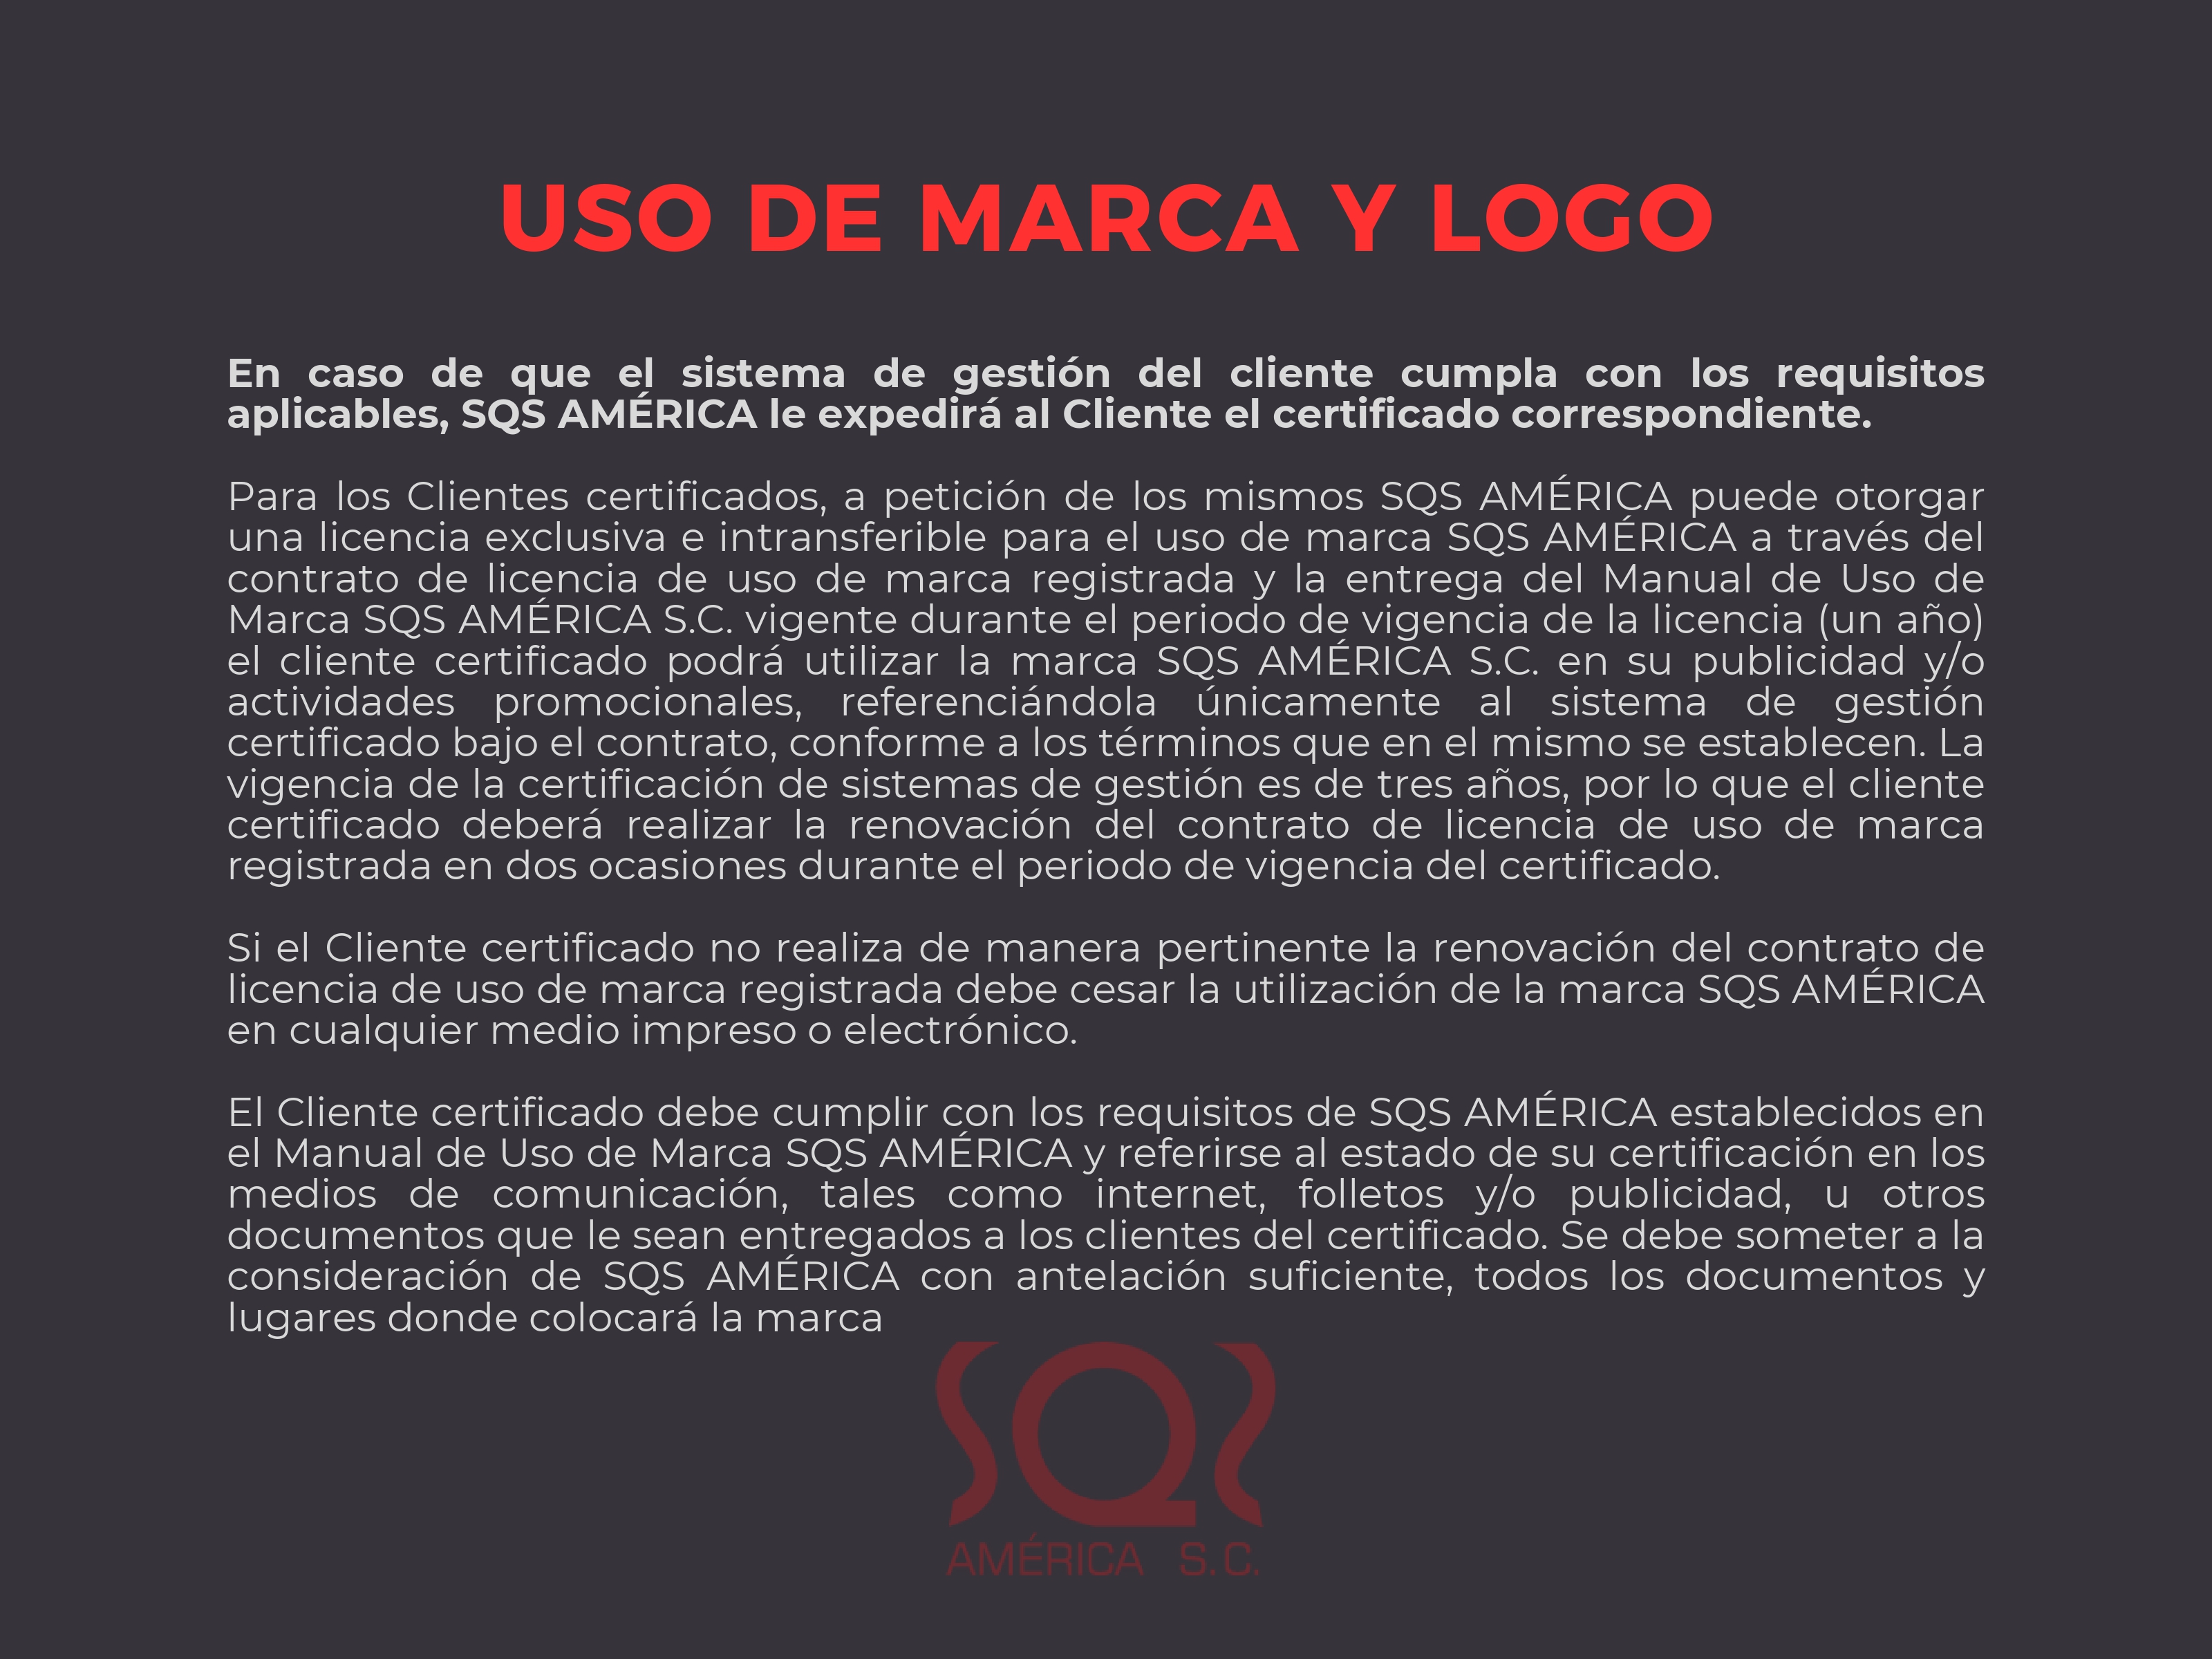 USO DE MARCA Y LOGO
En caso de que el sistema de gestión del cliente cumpla con los requisitos
aplicables, SQS AMÉRICA le expedirá al Cliente el certificado correspondiente.
Para los Clientes certificados, a petición de los mismos SQS AMÉRICA puede otorgar
una licencia exclusiva e intransferible para el uso de marca SQS AMÉRICA a través del
contrato de licencia de uso de marca registrada y la entrega del Manual de Uso de
Marca SQS AMÉRICA S.C. vigente durante el periodo de vigencia de la licencia (un año)
el cliente certificado podrá utilizar la marca SQS AMÉRICA S.C. en su publicidad y/o
actividades promocionales, referenciándola únicamente al sistema de gestión
certificado bajo el contrato, conforme a los términos que en el mismo se establecen. La
vigencia de la certificación de sistemas de gestión es de tres años, por lo que el cliente
certificado deberá realizar la renovación del contrato de licencia de uso de marca
registrada en dos ocasiones durante el periodo de vigencia del certificado.
Si el Cliente certificado no realiza de manera pertinente la renovación del contrato de
licencia de uso de marca registrada debe cesar la utilización de la marca SQS AMÉRICA
en cualquier medio impreso o electrónico.
El Cliente certificado debe cumplir con los requisitos de SQS AMÉRICA establecidos en
el Manual de Uso de Marca SQS AMÉRICA y referirse al estado de su certificación en los
medios de comunicación, tales como internet, folletos y/o publicidad, u otros
documentos que le sean entregados a los clientes del certificado. Se debe someter a la
consideración de SQS AMÉRICA con antelación suficiente, todos los documentos y
lugares donde colocará la marca
SQS
AMÉRICA S.C.